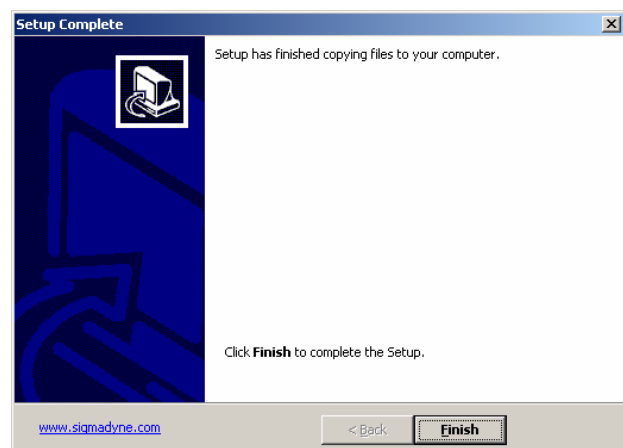 Setup Complete
Setup has finished copying files to your computer.
Click Finish to complete the Setup.
www.sigmadyne.com
< Back
Finish